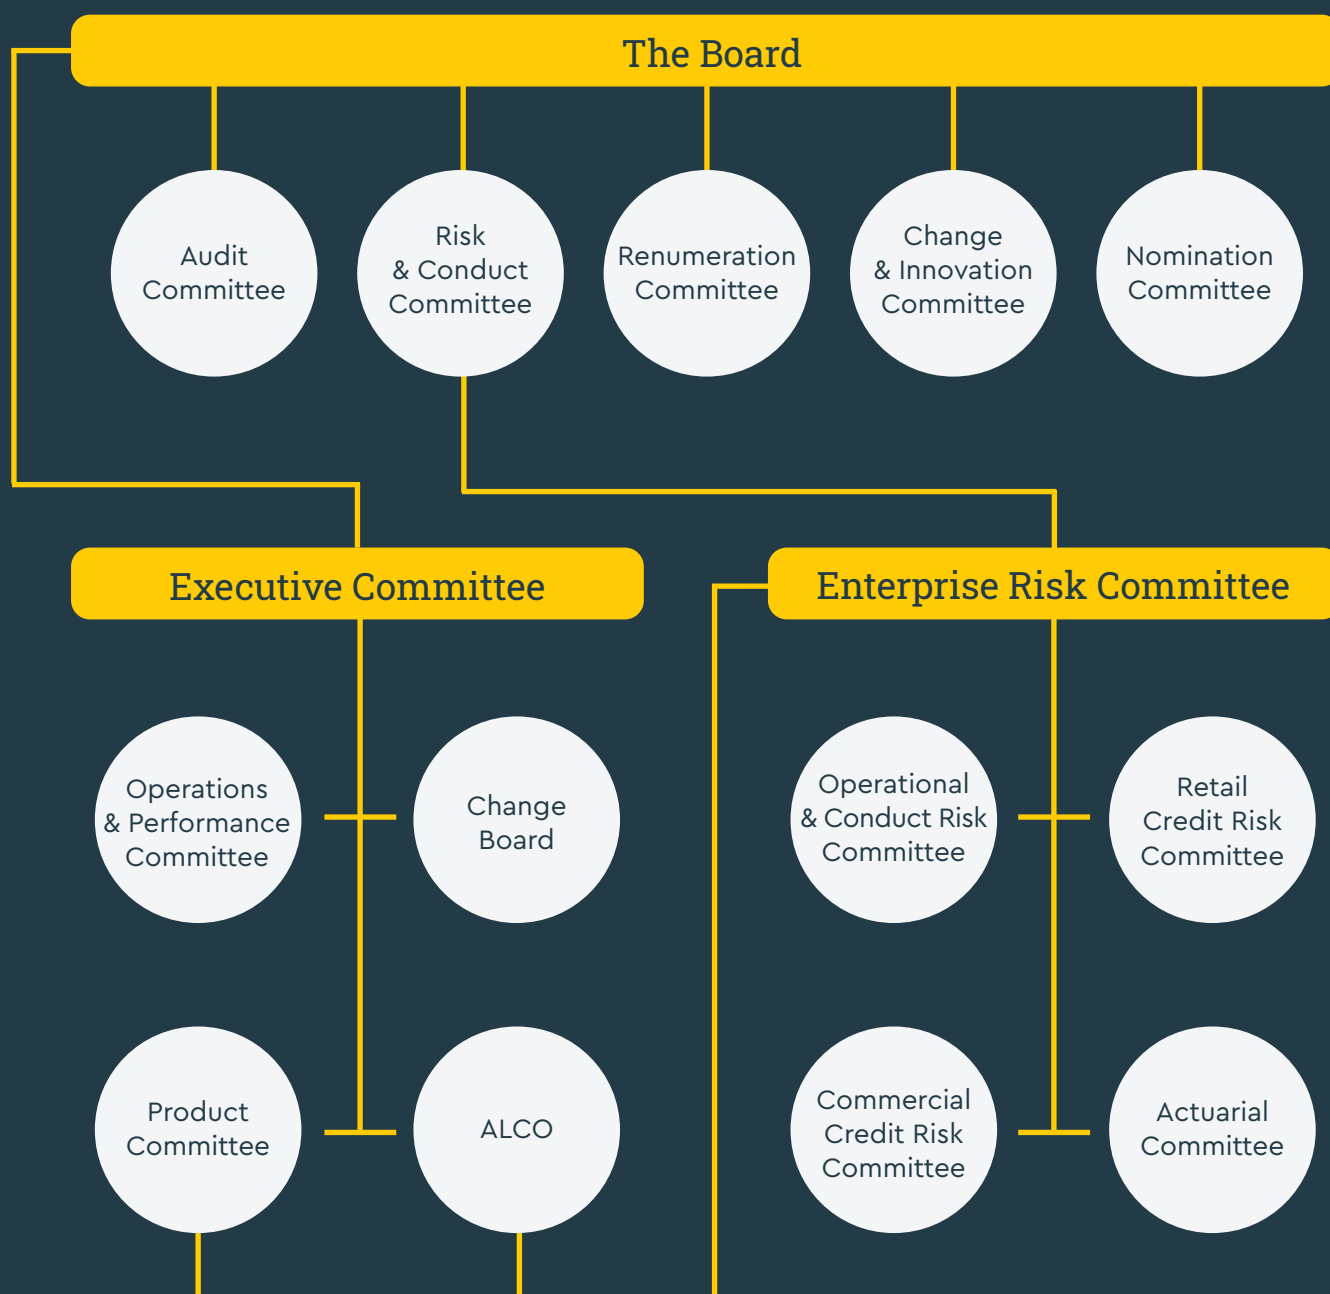 The Board
Audit
Committee
Risk
& Conduct
Committee
Renumeration
Committee
Change
& Innovation
Committee
Nomination
Committee
Executive Committee
Enterprise Risk Committee
Operations
& Performance
Committee
Change
Board
Operational
& Conduct Risk
Committee
Retail
Credit Risk
Committee
Product
Committee
ALCO
Commercial
Credit Risk
Committee
Actuarial
Committee